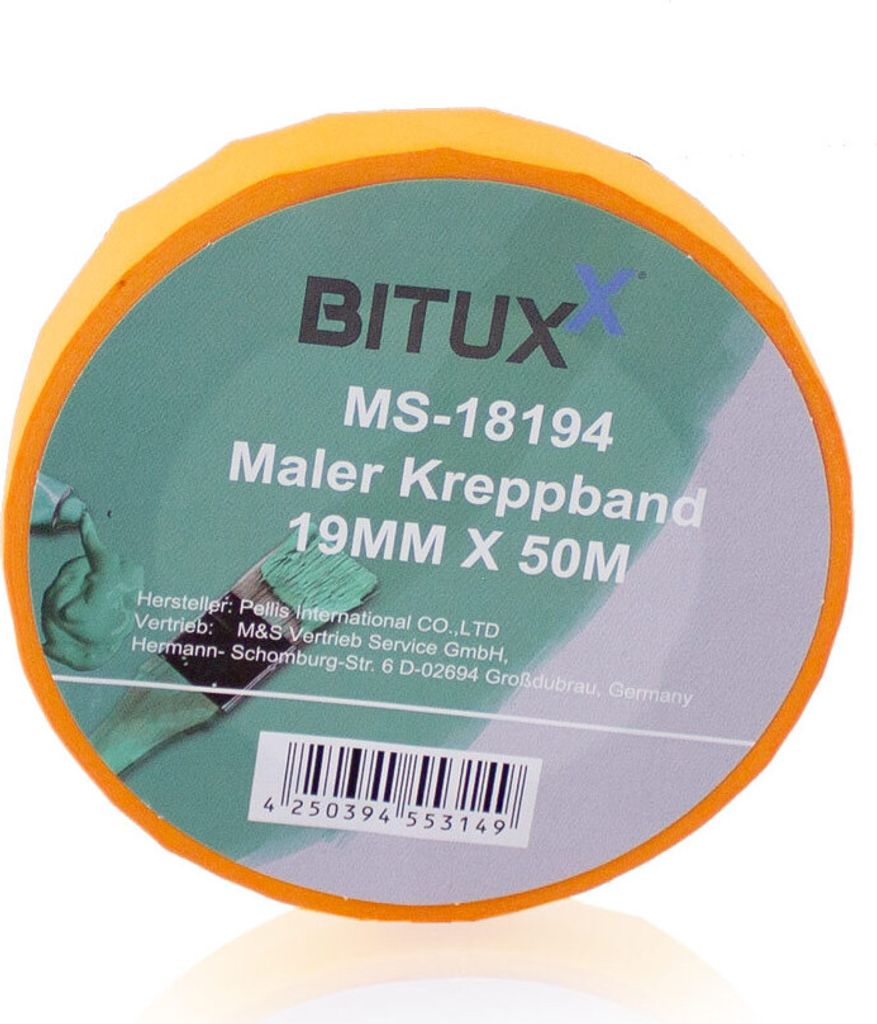 BITUXX®
MS-18194
Maler Kreppband
19MM X 50M
Hersteller: Pellis International CO.,LTD
Vertrieb: M&S Vertrieb Service GmbH,
Hermann- Schomburg-Str. 6 D-02694 Großdubrau, Germany
4 250394 553149